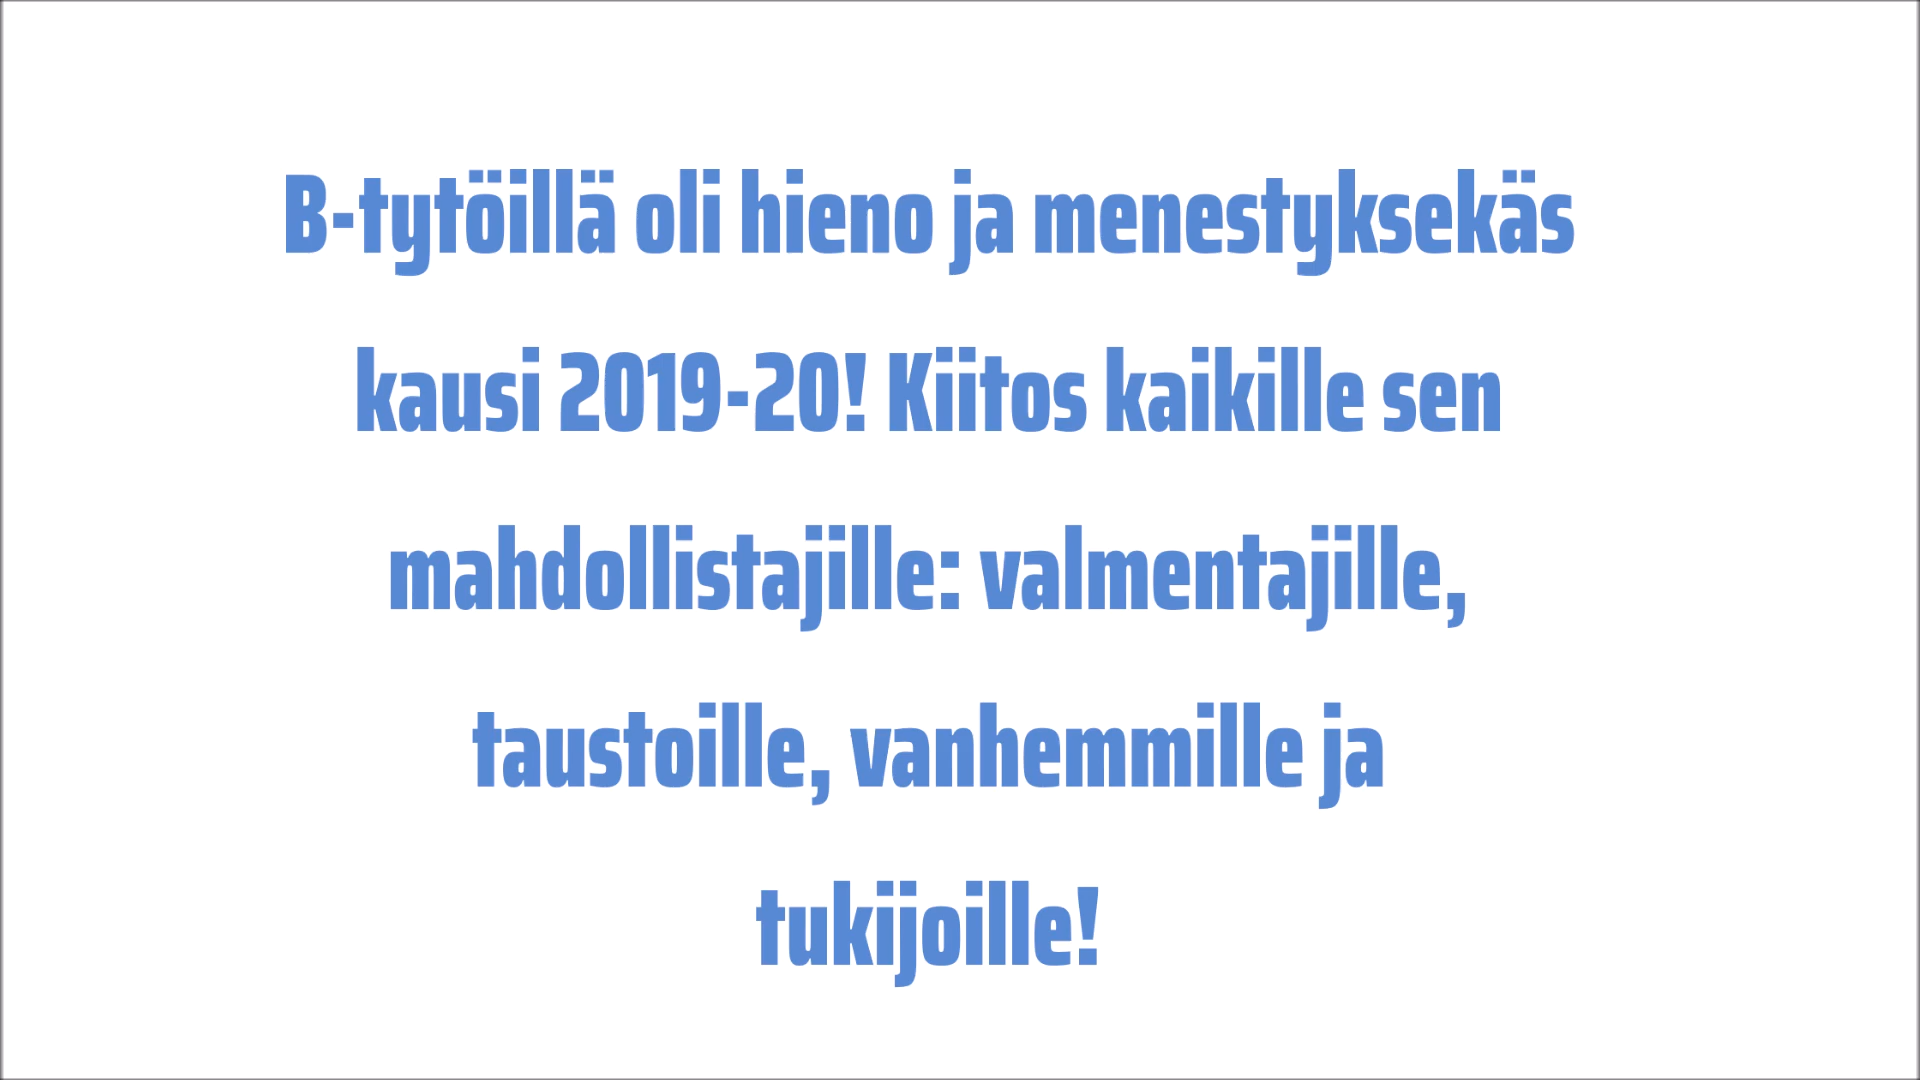 B-tytöillä oli hieno ja menestyksekäs
kausi 2019-20! Kiitos kaikille sen
mahdollistajille: valmentajille,
taustoille, vanhemmille ja
tukijoille!